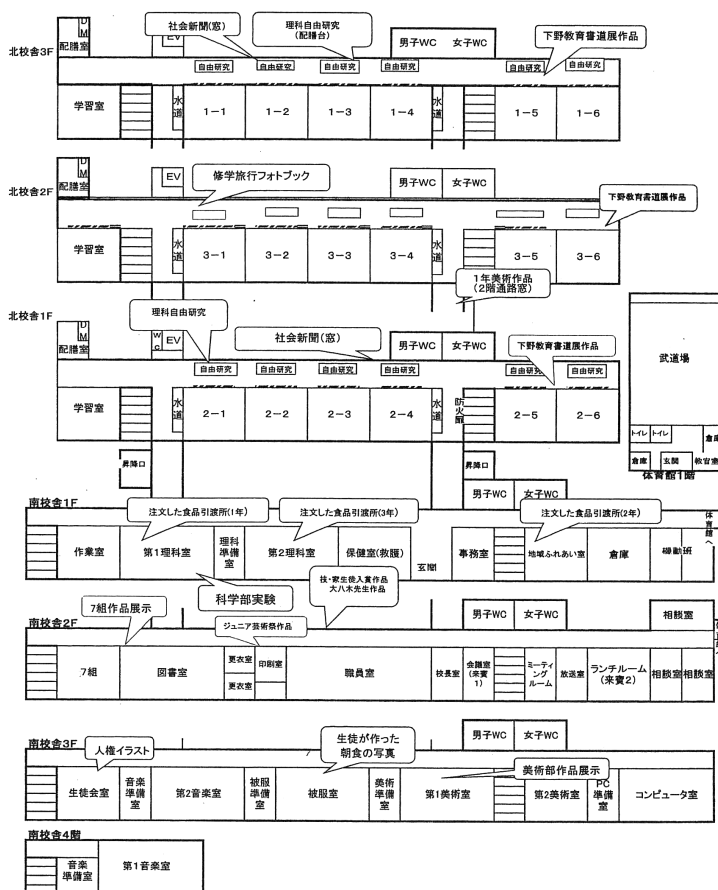 北校舎3F
DM
配膳室
EV
社会新聞(窓)
理科自由研究
(配膳台)
男子WC 女子WC
下野教育書道展作品
自由研究 自由研究 自由研究 自由研究 自由研究 自由研究
学習室 水道 1-1 1-2 1-3 1-4 水道 1-5 1-6
北校舎2F
DM
配膳室
EV
修学旅行フォトブック
男子WC 女子WC
下野教育書道展作品
学習室 水道 3-1 3-2 3-3 3-4 水道 3-5 3-6
1年美術作品
(2階通路窓)
北校舎1F
DM
配膳室
WC
EV
理科自由研究
社会新聞(窓)
男子WC 女子WC
下野教育書道展作品
自由研究 自由研究 自由研究 自由研究 自由研究 自由研究
学習室 水道 2-1 2-2 2-3 2-4 水道 防火扉 2-5 2-6
武道場
トイレ トイレ 倉庫
倉庫 玄関 教官室
体育館1階
昇降口 昇降口
男子WC 女子WC
南校舎1F
注文した食品引渡所(1年) 注文した食品引渡所(3年) 注文した食品引渡所(2年)
体育館へ
作業室 第1理科室 理科準備室 第2理科室 保健室(救護) 玄関 事務室 地域ふれあい室 倉庫 機動班
科学部実験
技・家生徒入賞作品
大八木先生作品
南校舎2F
7組作品展示
ジュニア芸術祭作品
男子WC 女子WC 相談室
7組 図書室 更衣室 更衣室 印刷室 職員室 校長室 会議室(来賓1) ミーティングルーム 放送室 ランチルーム(来賓2) 相談室 相談室
南校舎3F
人権イラスト
生徒が作った
朝食の写真
男子WC 女子WC
美術部作品展示
生徒会室 音楽準備室 第2音楽室 被服準備室 被服室 美術準備室 第1美術室 第2美術室 PC準備室 コンピュータ室
南校舎4階
音楽準備室 第1音楽室